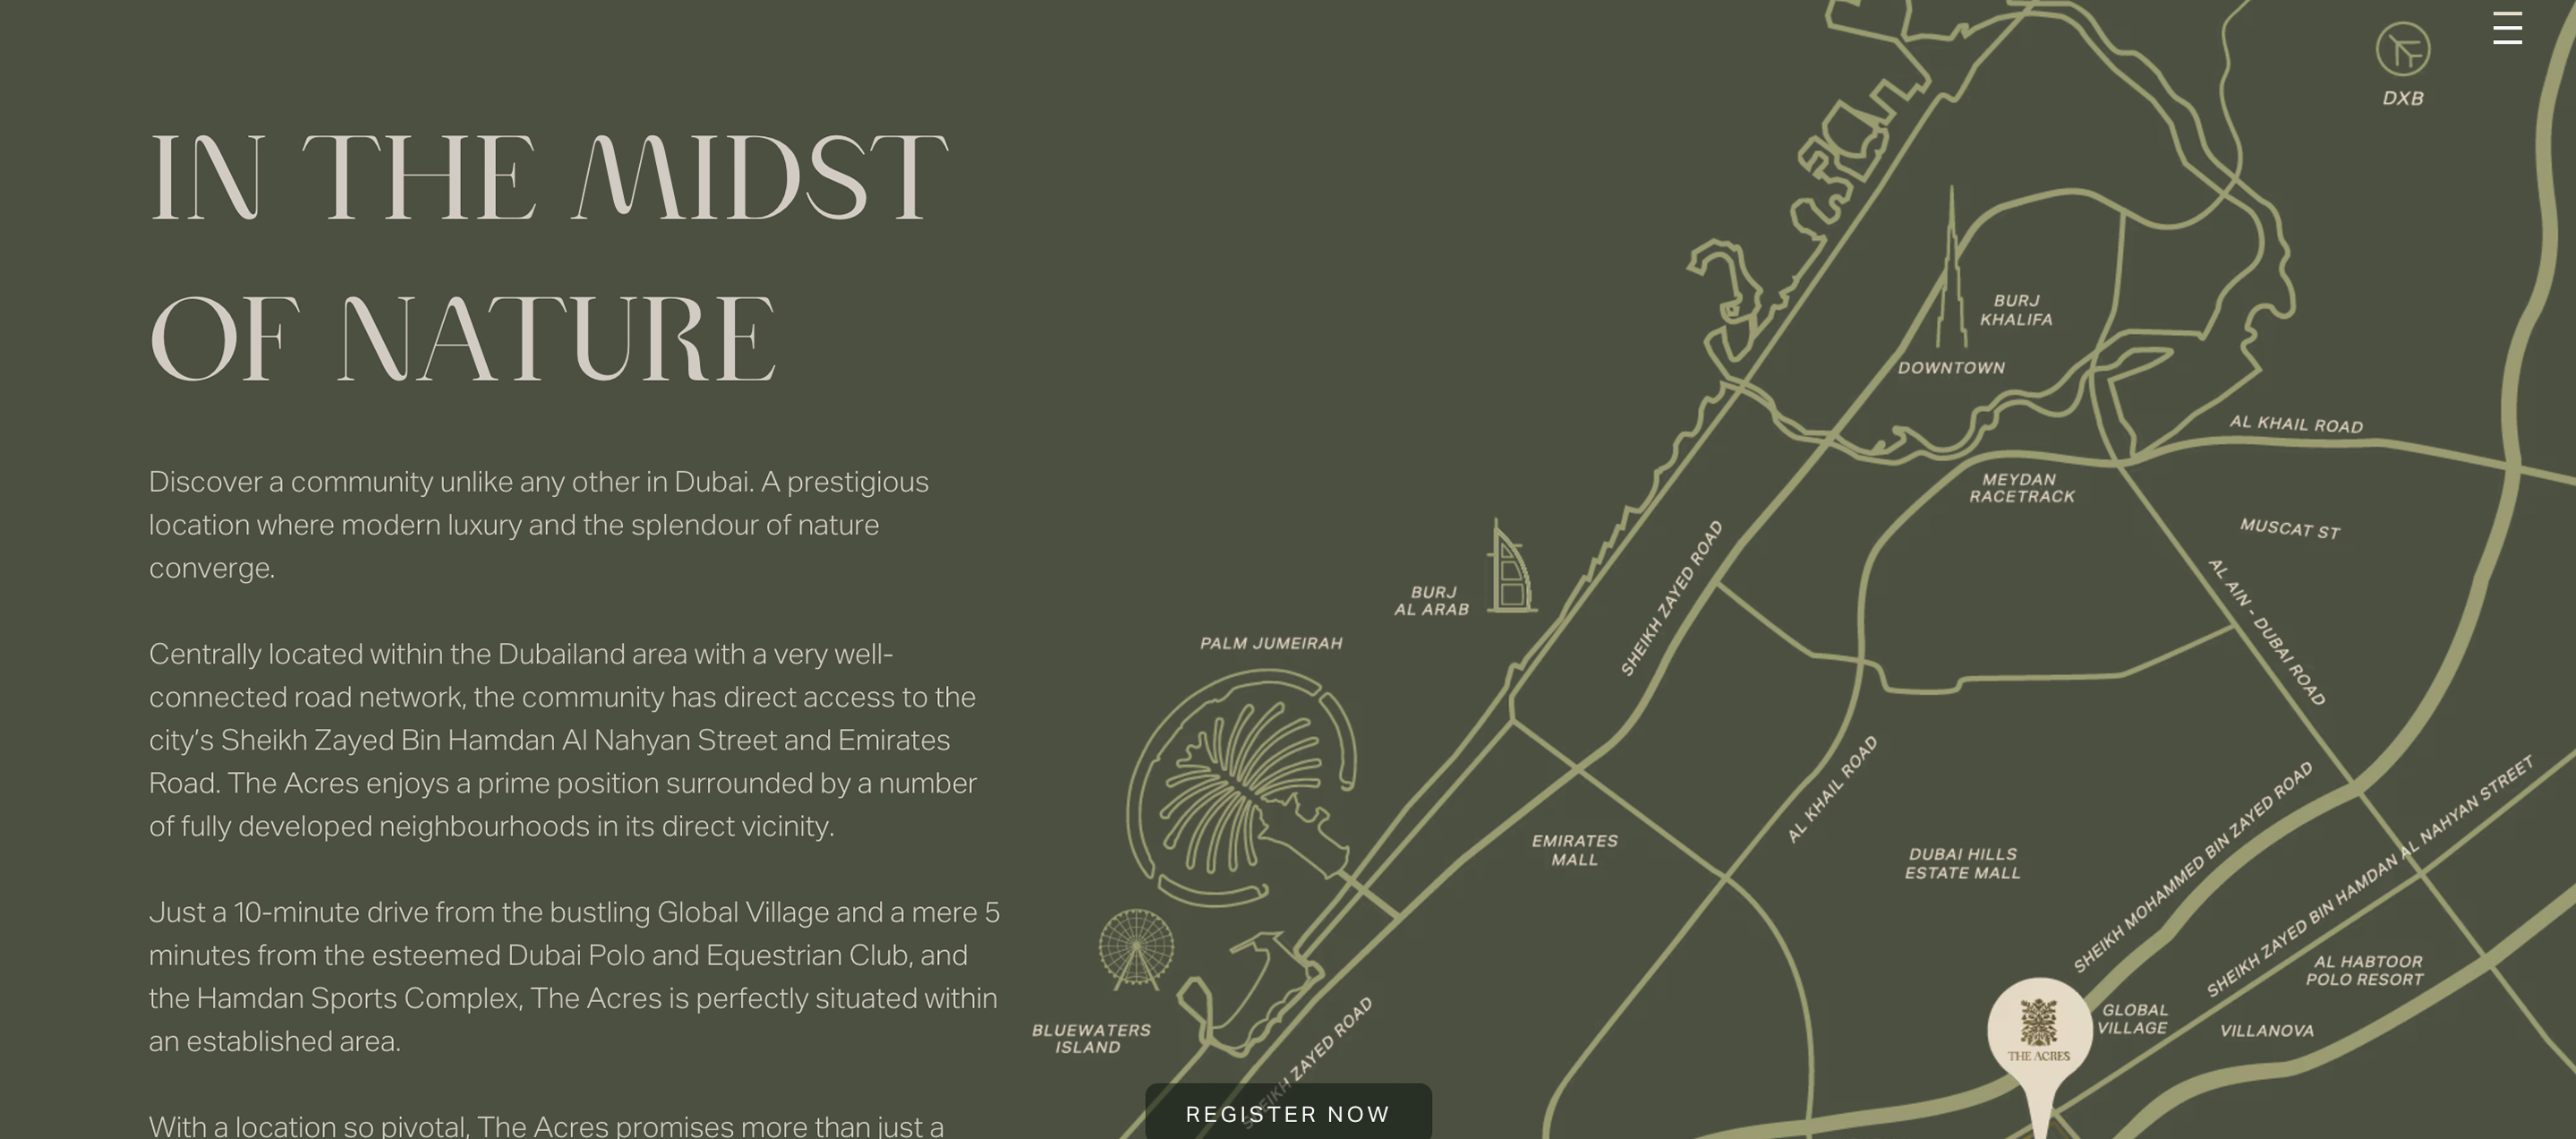 IN THE MIDST
OF NATURE
Discover a community unlike any other in Dubai. A prestigious
location where modern luxury and the splendour of nature
converge.
Centrally located within the Dubailand area with a very well-
connected road network, the community has direct access to the
city’s Sheikh Zayed Bin Hamdan Al Nahyan Street and Emirates
Road. The Acres enjoys a prime position surrounded by a number
of fully developed neighbourhoods in its direct vicinity.
Just a 10-minute drive from the bustling Global Village and a mere 5
minutes from the esteemed Dubai Polo and Equestrian Club, and
the Hamdan Sports Complex, The Acres is perfectly situated within
an established area.
With a location so pivotal, The Acres promises more than just a
DXB
BURJ
KHALIFA
DOWNTOWN
AL KHAIL ROAD
MEYDAN
RACETRACK
MUSCAT ST
SHEIKH ZAYED ROAD
AL AIN - DUBAI ROAD
BURJ
AL ARAB
PALM JUMEIRAH
AL KHAIL ROAD
EMIRATES
MALL
DUBAI HILLS
ESTATE MALL
SHEIKH MOHAMMED BIN ZAYED ROAD
SHEIKH ZAYED BIN HAMDAN AL NAHYAN STREET
AL HABTOOR
POLO RESORT
GLOBAL
VILLAGE
VILLANOVA
THE ACRES
BLUEWATERS
ISLAND
SHEIKH ZAYED ROAD
REGISTER NOW